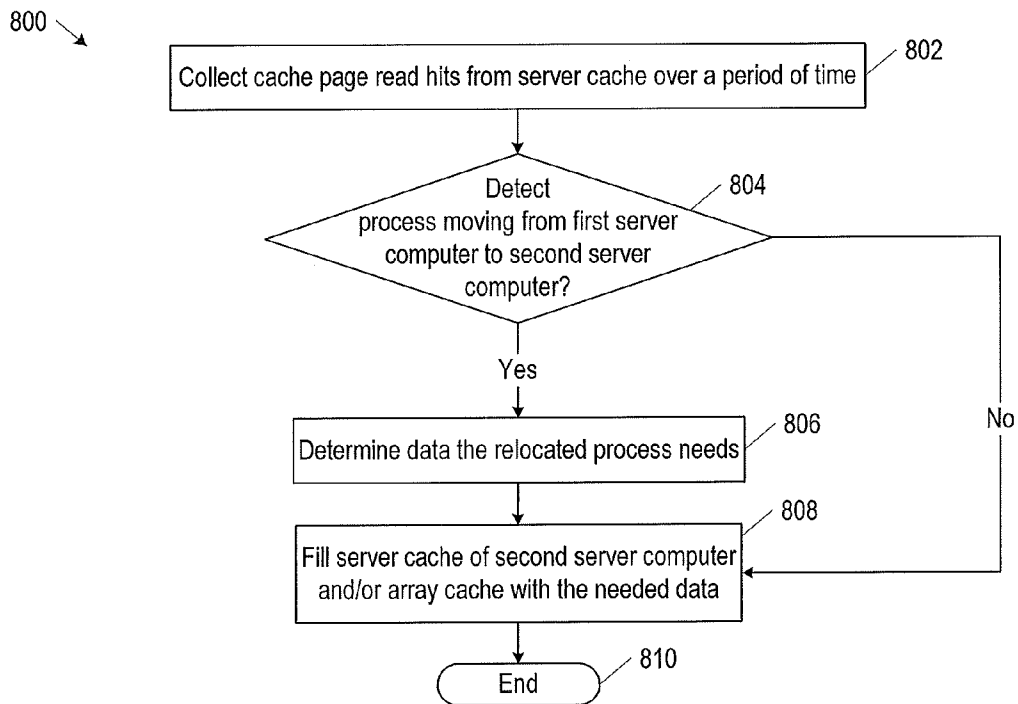 800
Collect cache page read hits from server cache over a period of time
802
Detect
process moving from first server
computer to second server
computer?
804
Yes
No
Determine data the relocated process needs
806
Fill server cache of second server computer
and/or array cache with the needed data
808
End
810